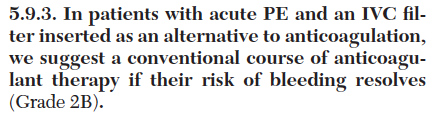 5.9.3. In patients with acute PE and an IVC fil-
ter inserted as an alternative to anticoagulation,
we suggest a conventional course of anticoagu-
lant therapy if their risk of bleeding resolves
(Grade 2B).